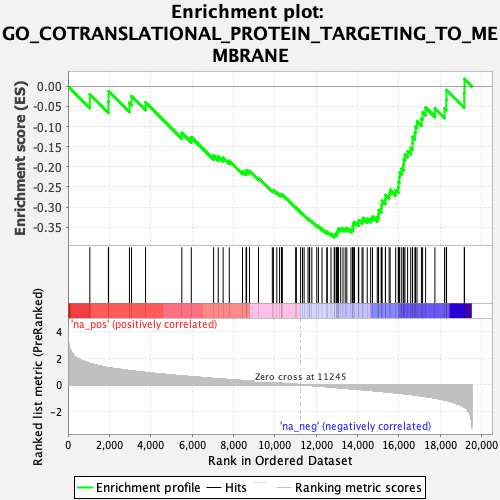 Enrichment plot:
GO_COTRANSLATIONAL_PROTEIN_TARGETING_TO_ME
MBRANE
Enrichment score (ES)
0.00
-0.05
-0.10
-0.15
-0.20
-0.25
-0.30
-0.35
'na_pos' (positively correlated)
Ranked list metric (PreRanked)
4
2
0
-2
Zero cross at 11245
'na_neg' (negatively correlated)
0
2,000
4,000
6,000
8,000
10,000
12,000
14,000
16,000
18,000
20,000
Rank in Ordered Dataset
Enrichment profile
Hits
Ranking metric scores